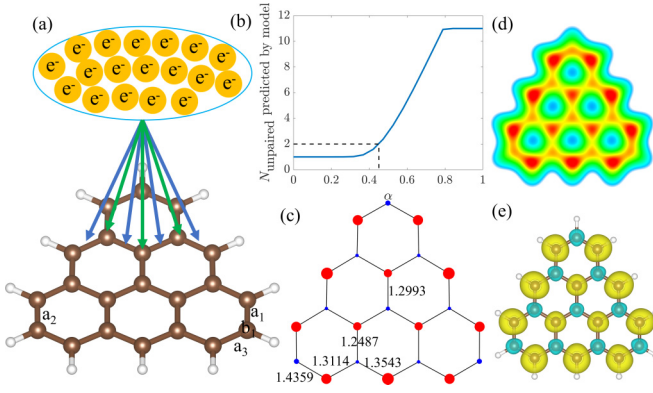 (a)
e- e- e- e- e- e-
e- e- e- e- e- e- e-
e- e- e- e- e-
a1
a2
b1
a3
(b)
Nunpaired predicted by model
12
10
8
6
4
2
0
0 0.2 0.4 0.6 0.8 1
(c)
α
1.2993
1.2487
1.3114
1.3543
1.4359
(d)
(e)